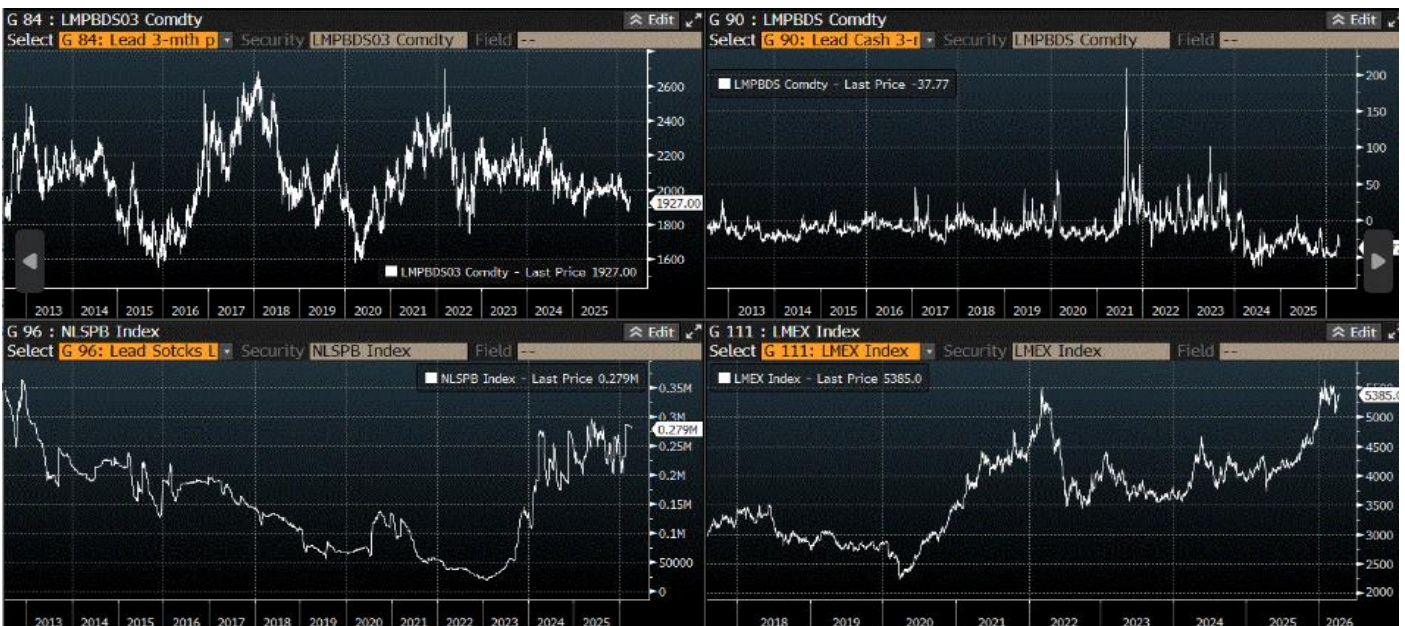 G 84 : LMPBDS03 Comdty
Edit
Select G 84: Lead 3-mth p Security LMPBDS03 Comdty Field --
2600
2400
2200
2000
1927.00
1800
1600
LMPBDS03 Comdty - Last Price 1927.00
2013 2014 2015 2016 2017 2018 2019 2020 2021 2022 2023 2024 2025
G 90 : LMPBDS Comdty
Edit
Select G 90: Lead Cash 3-r Security LMPBDS Comdty Field --
LMPBDS Comdty - Last Price -37.77
200
150
100
50
0
2013 2014 2015 2016 2017 2018 2019 2020 2021 2022 2023 2024 2025
G 96 : NLSPB Index
Edit
Select G 96: Lead Sotcks L Security NLSPB Index Field --
NLSPB Index - Last Price 0.279M
0.35M
0.3M
0.279M
0.25M
0.2M
0.15M
0.1M
50000
0
2013 2014 2015 2016 2017 2018 2019 2020 2021 2022 2023 2024 2025
G 111 : LMEX Index
Edit
Select G 111: LMEX Index Security LMEX Index Field --
LMEX Index - Last Price 5385.0
5500
5385.0
5000
4500
4000
3500
3000
2500
2000
2018 2019 2020 2021 2022 2023 2024 2025 2026